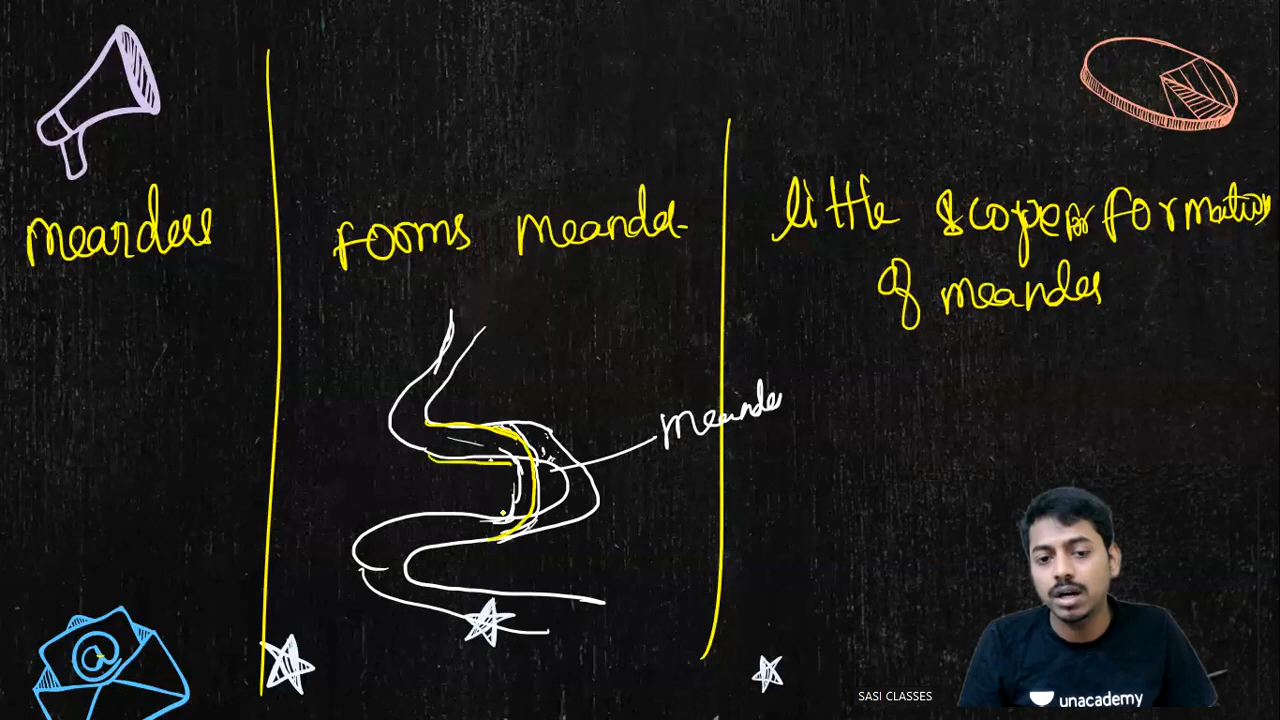 meanders
forms meander
little scope for formation
of meander
meander
@
SASI CLASSES
unacademy